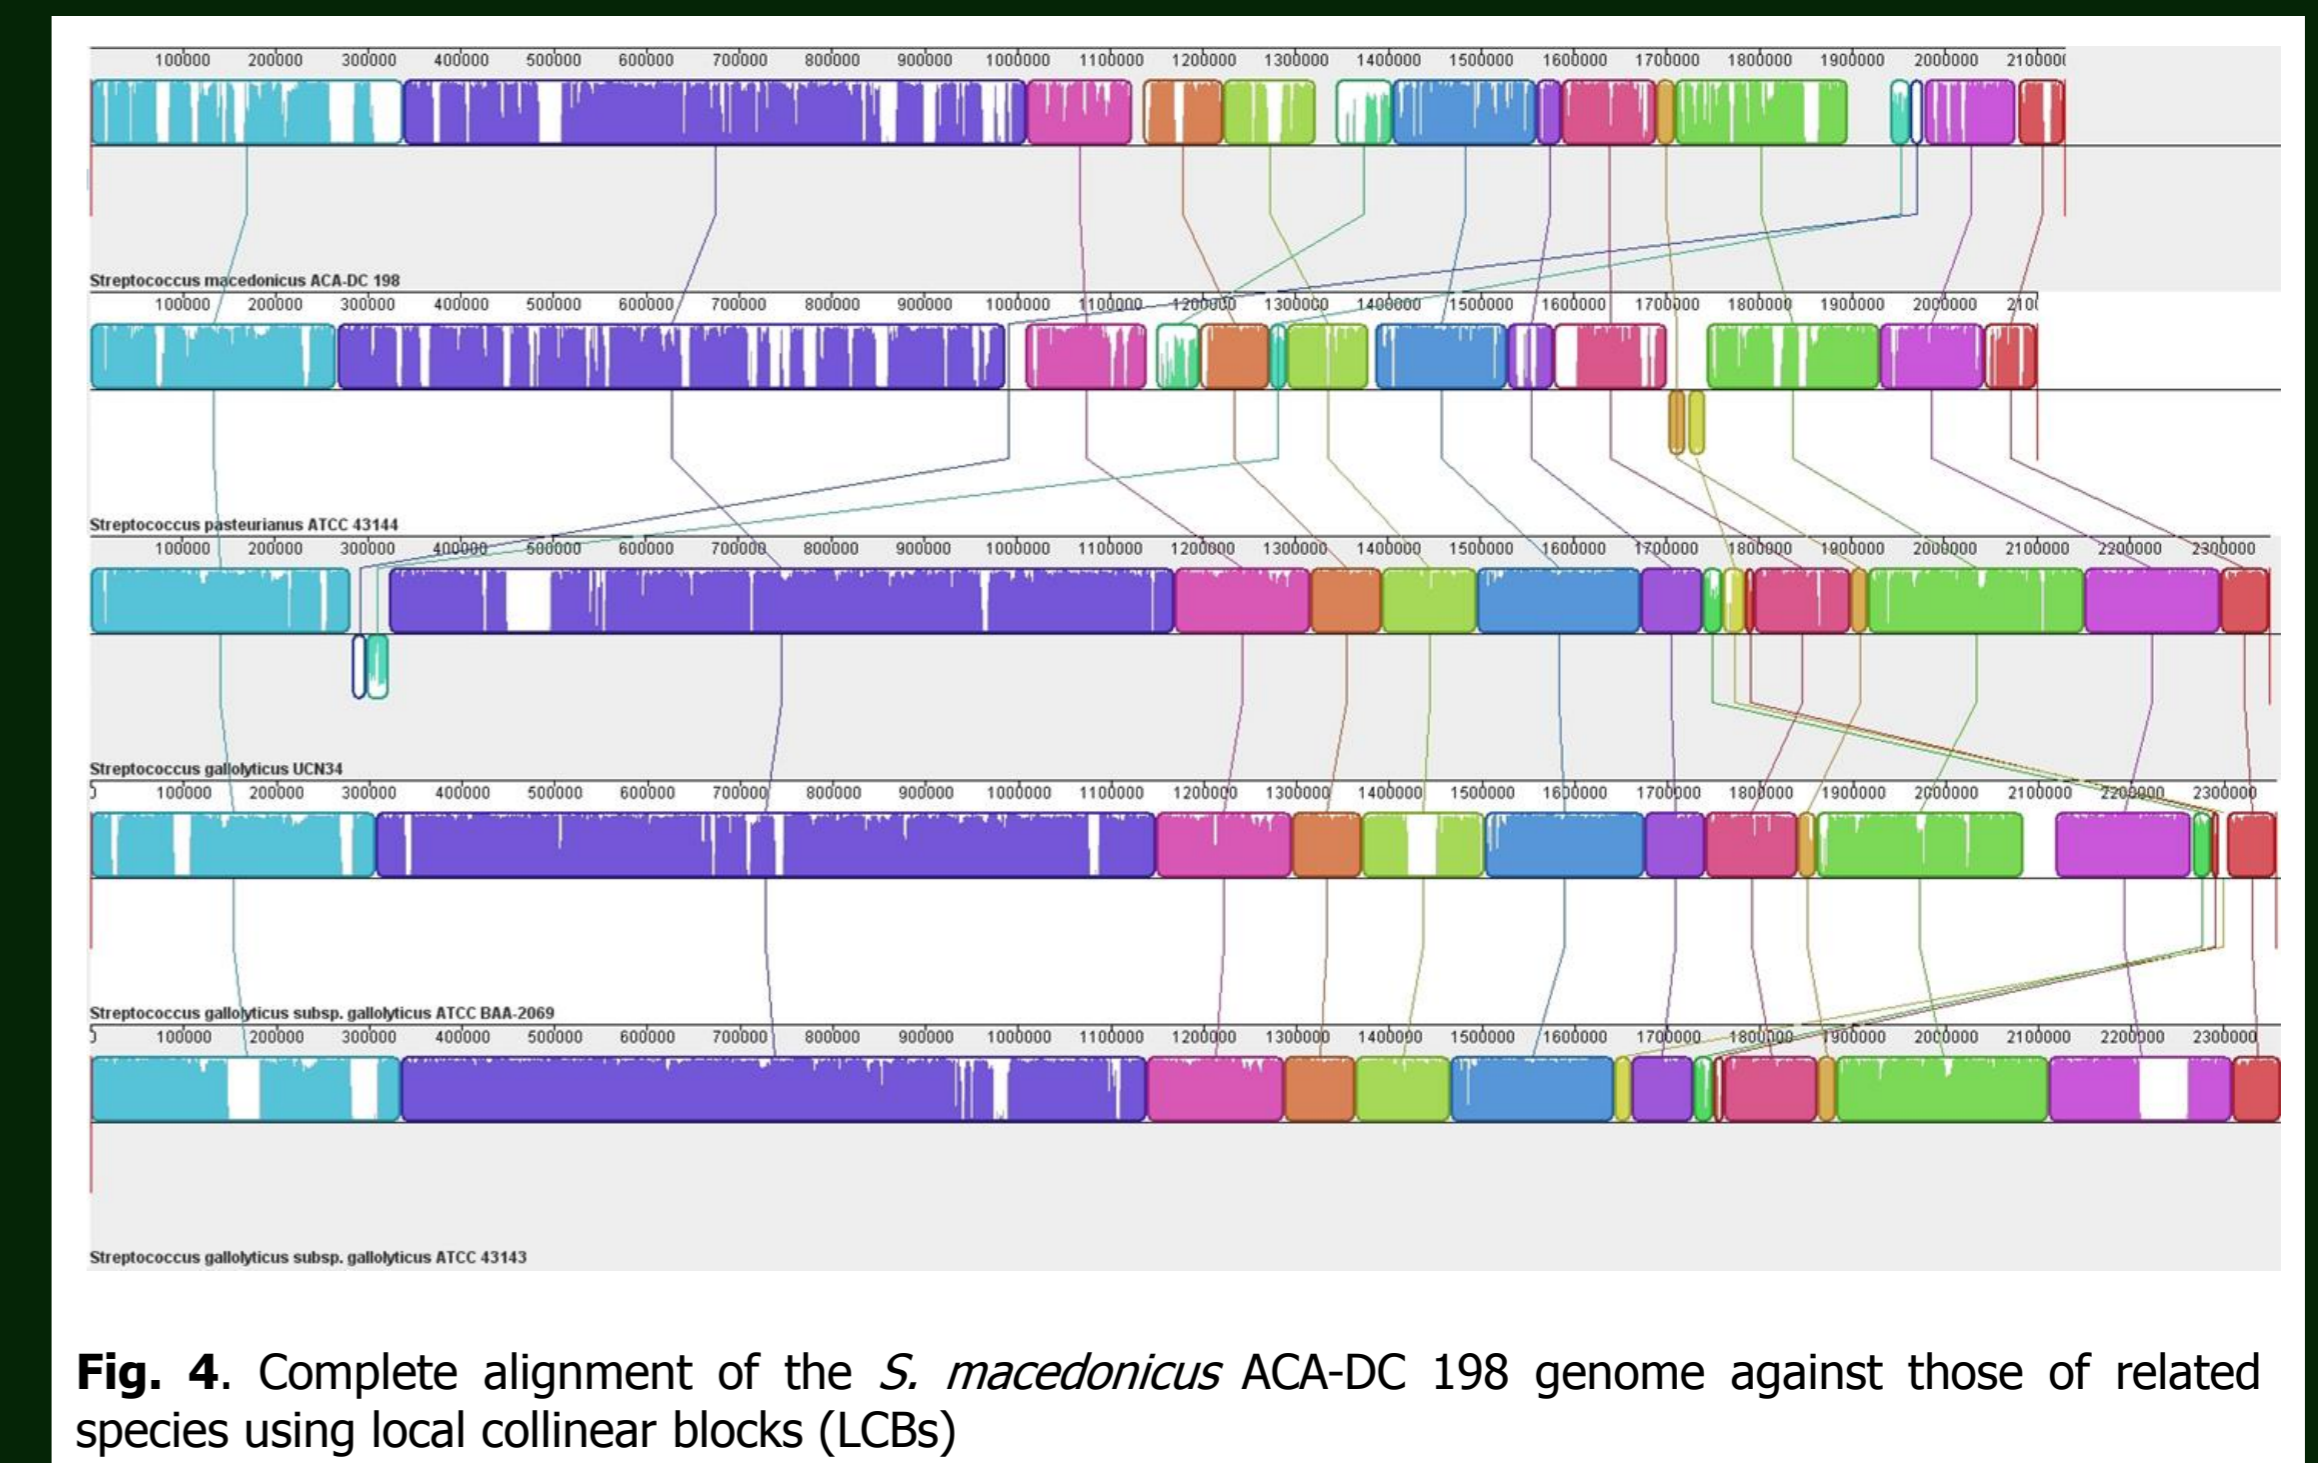 100000 200000 300000 400000 500000 600000 700000 800000 900000 1000000 1100000 1200000 1300000 1400000 1500000 1600000 1700000 1800000 1900000 2000000
Streptococcus macedonicus ACA-DC 198
100000 200000 300000 400000 500000 600000 700000 800000 900000 1000000 1100000 1200000 1300000 1400000 1500000 1600000 1700000 1800000 1900000 2000000
Streptococcus pasteurianus ATCC 43144
100000 200000 300000 400000 500000 600000 700000 800000 900000 1000000 1100000 1200000 1300000 1400000 1500000 1600000 1700000 1800000 1900000 2000000 2100000 2200000 2300000
Streptococcus gallolyticus UCN34
100000 200000 300000 400000 500000 600000 700000 800000 900000 1000000 1100000 1200000 1300000 1400000 1500000 1600000 1700000 1800000 1900000 2000000 2100000 2200000 2300000
Streptococcus gallolyticus subsp. gallolyticus ATCC BAA-2069
100000 200000 300000 400000 500000 600000 700000 800000 900000 1000000 1100000 1200000 1300000 1400000 1500000 1600000 1700000 1800000 1900000 2000000 2100000 2200000 2300000
Streptococcus gallolyticus subsp. gallolyticus ATCC 43143
Fig. 4. Complete alignment of the S. macedonicus ACA-DC 198 genome against those of related
species using local collinear blocks (LCBs)